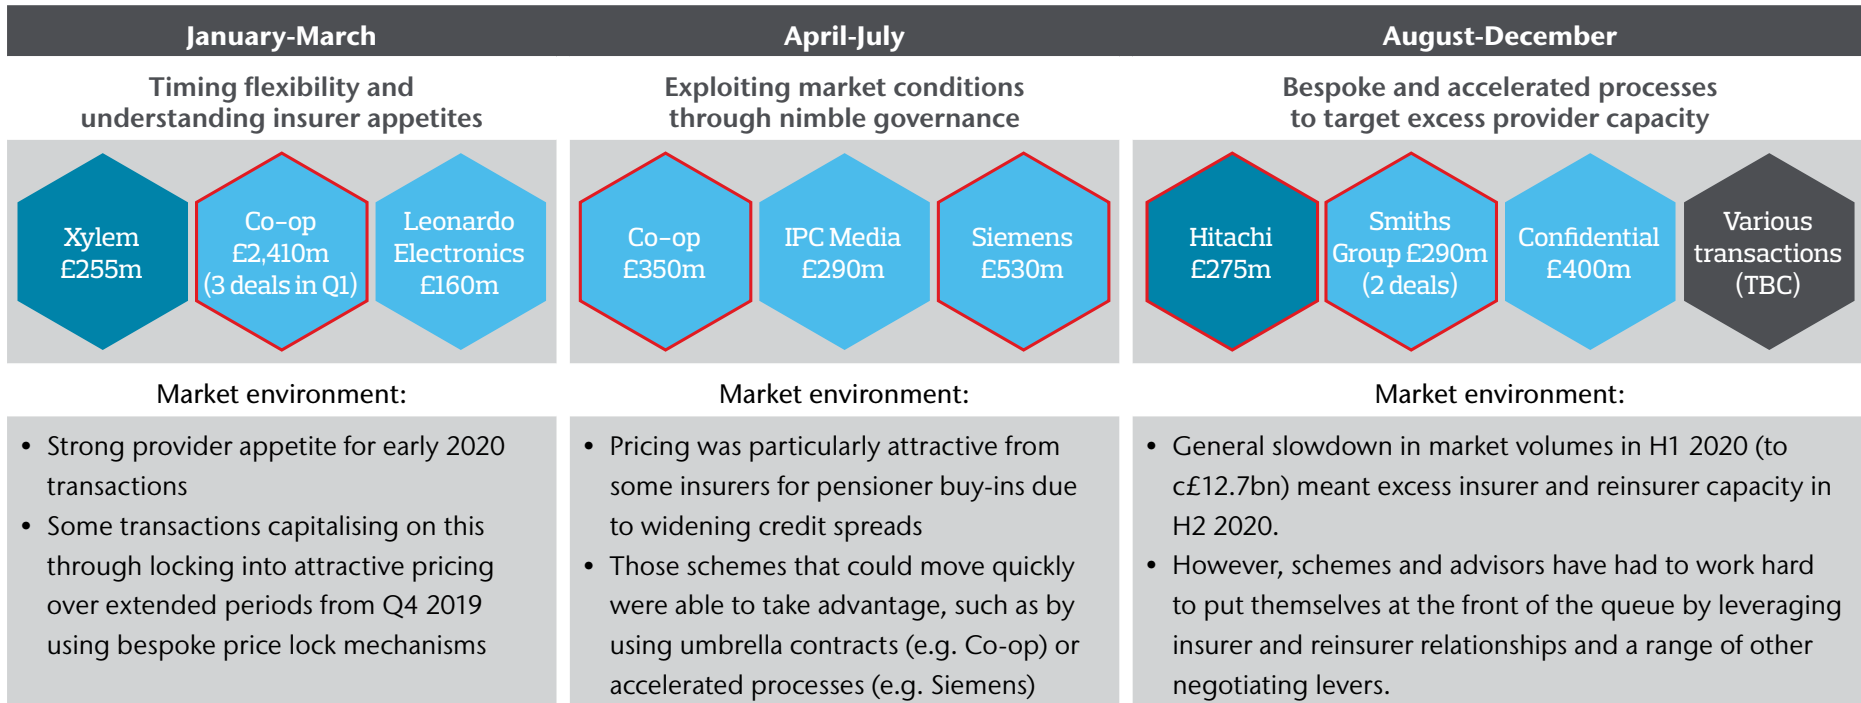 January-March
April-July
August-December
Timing flexibility and
understanding insurer appetites
Exploiting market conditions
through nimble governance
Bespoke and accelerated processes
to target excess provider capacity
Xylem
£255m
Co-op
£2,410m
(3 deals in Q1)
Leonardo
Electronics
£160m
Co-op
£350m
IPC Media
£290m
Siemens
£530m
Hitachi
£275m
Smiths
Group £290m
(2 deals)
Confidential
£400m
Various
transactions
(TBC)
Market environment:
• Strong provider appetite for early 2020
transactions
• Some transactions capitalising on this
through locking into attractive pricing
over extended periods from Q4 2019
using bespoke price lock mechanisms
Market environment:
• Pricing was particularly attractive from
some insurers for pensioner buy-ins due
to widening credit spreads
• Those schemes that could move quickly
were able to take advantage, such as by
using umbrella contracts (e.g. Co-op) or
accelerated processes (e.g. Siemens)
Market environment:
• General slowdown in market volumes in H1 2020 (to
c£12.7bn) meant excess insurer and reinsurer capacity in
H2 2020.
• However, schemes and advisors have had to work hard
to put themselves at the front of the queue by leveraging
insurer and reinsurer relationships and a range of other
negotiating levers.